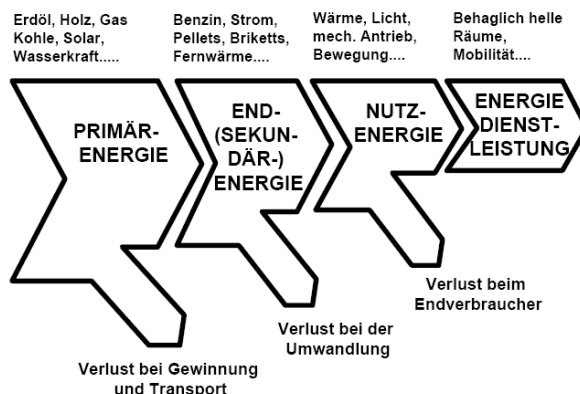 Erdöl, Holz, Gas
Kohle, Solar,
Wasserkraft.....
Benzin, Strom,
Pellets, Briketts,
Fernwärme....
Wärme, Licht,
mech. Antrieb,
Bewegung....
Behaglich helle
Räume,
Mobilität....
PRIMÄR-
ENERGIE
END-
(SEKUN-
DÄR-)
ENERGIE
NUTZ-
ENERGIE
ENERGIE
DIENST-
LEISTUNG
Verlust bei Gewinnung
und Transport
Verlust bei der
Umwandlung
Verlust beim
Endverbraucher